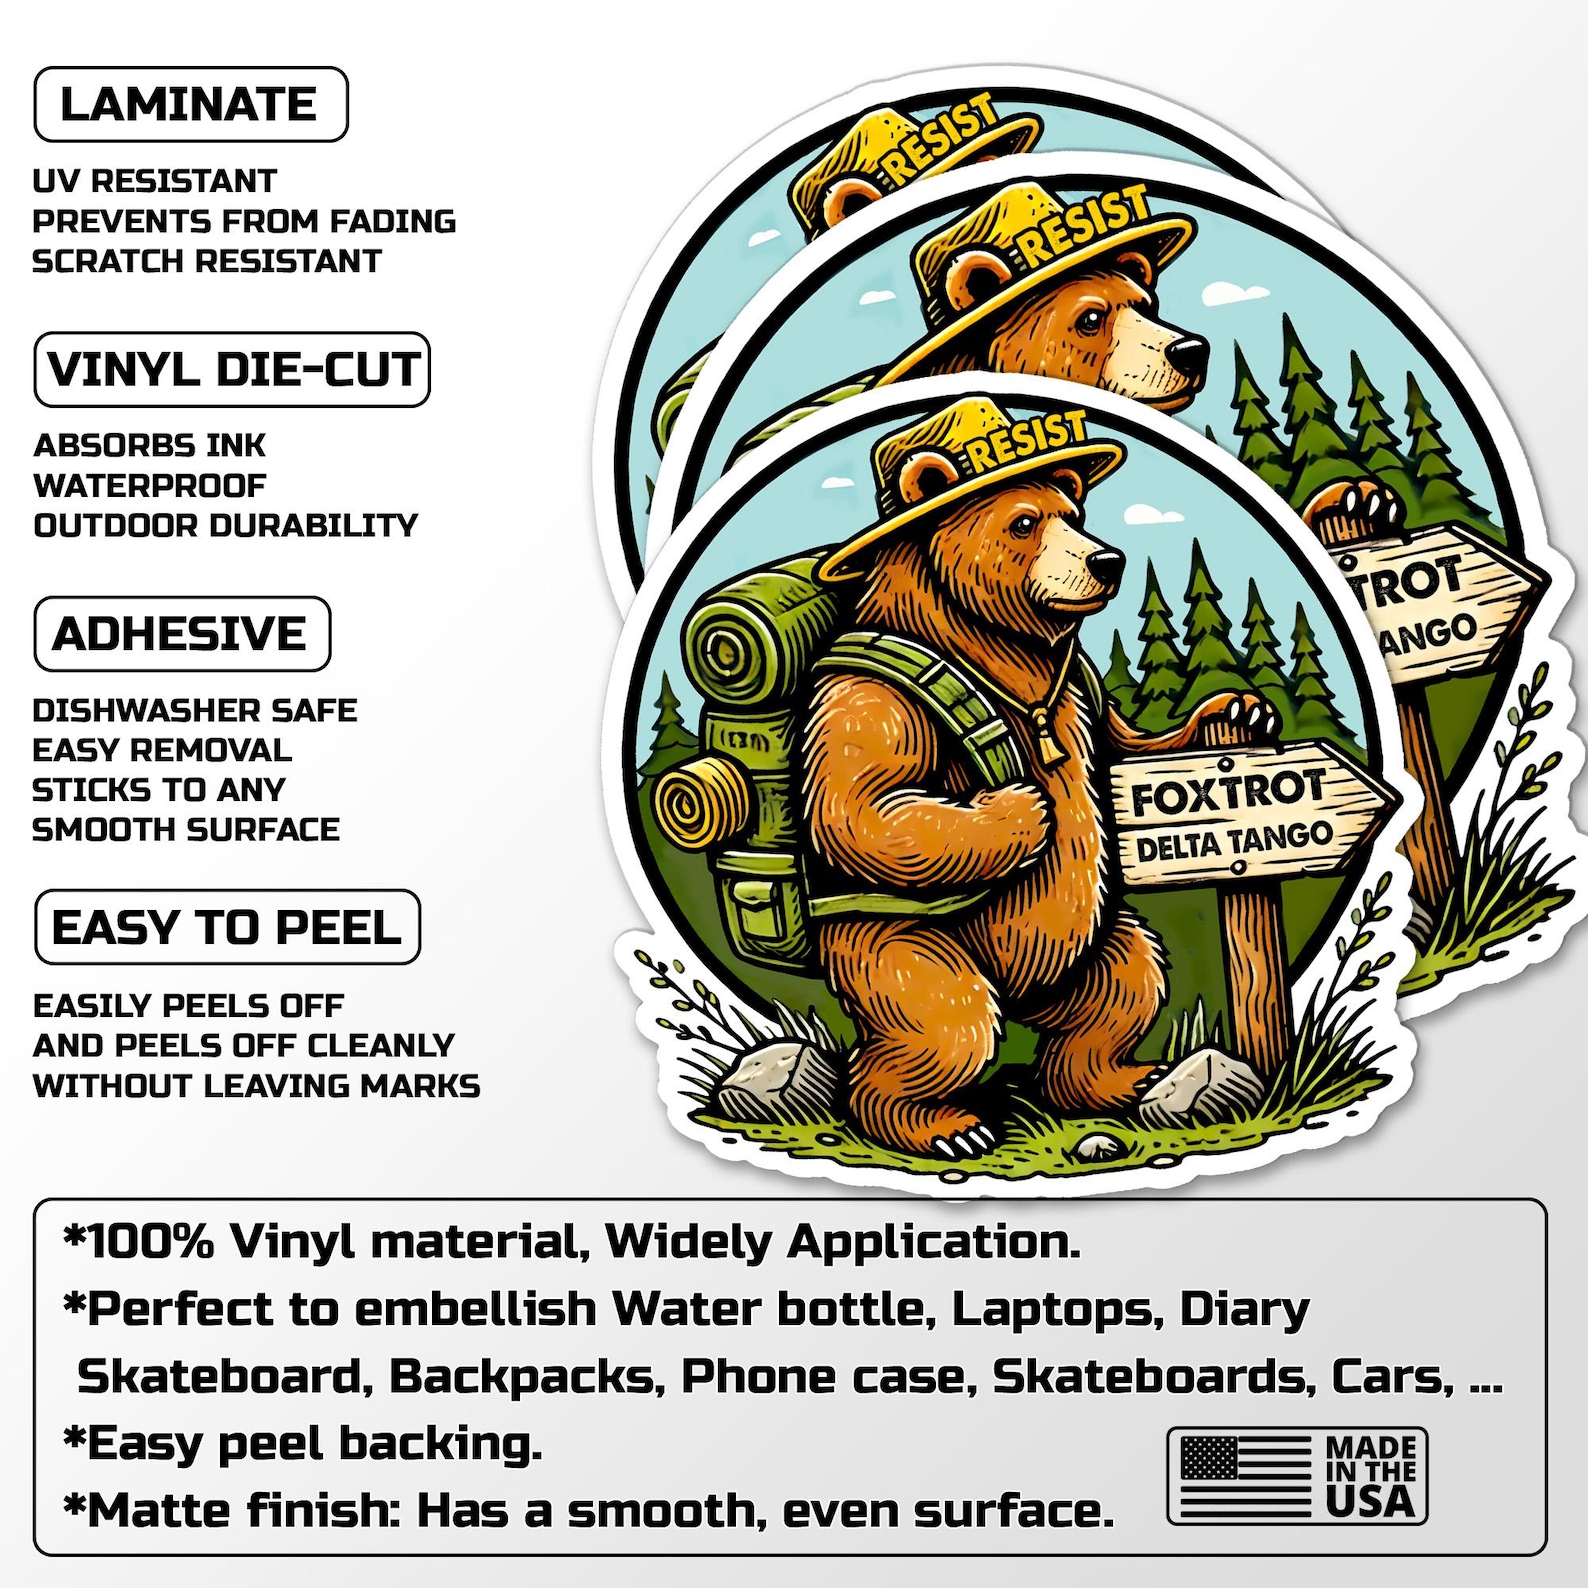 LAMINATE
UV RESISTANT
PREVENTS FROM FADING
SCRATCH RESISTANT
VINYL DIE-CUT
ABSORBS INK
WATERPROOF
OUTDOOR DURABILITY
ADHESIVE
DISHWASHER SAFE
EASY REMOVAL
STICKS TO ANY
SMOOTH SURFACE
EASY TO PEEL
EASILY PEELS OFF
AND PEELS OFF CLEANLY
WITHOUT LEAVING MARKS
RESIST
RESIST
TROT
ANGO
RESIST
FOXTROT
DELTA TANGO
*100% Vinyl material, Widely Application.
*Perfect to embellish Water bottle, Laptops, Diary
Skateboard, Backpacks, Phone case, Skateboards, Cars, ...
*Easy peel backing.
*Matte finish: Has a smooth, even surface.
MADE
IN THE
USA